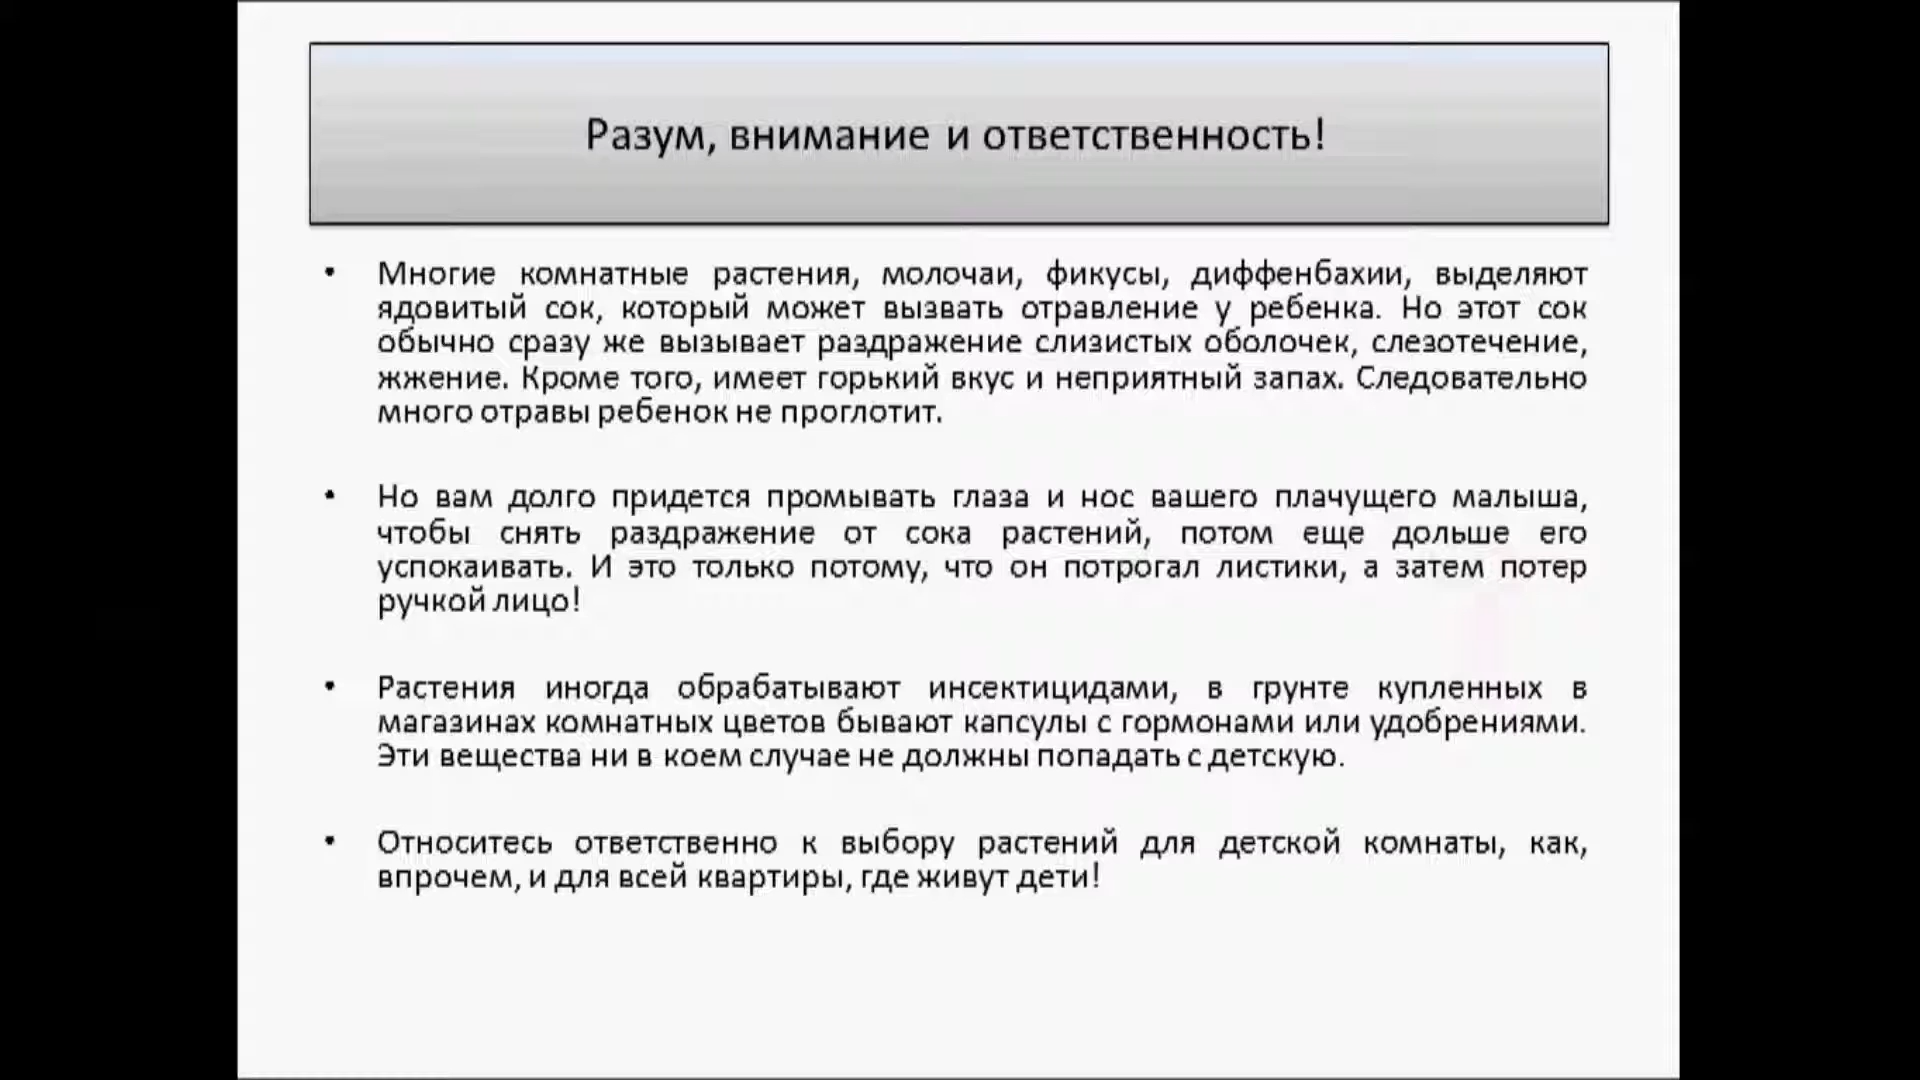 Разум, внимание и ответственность!
• Многие комнатные растения, молочаи, фикусы, диффенбахии, выделяют
ядовитый сок, который может вызвать отравление у ребенка. Но этот сок
обычно сразу же вызывает раздражение слизистых оболочек, слезотечение,
жжение. Кроме того, имеет горький вкус и неприятный запах. Следовательно
много отравы ребенок не проглотит.
• Но вам долго придется промывать глаза и нос вашего плачущего малыша,
чтобы снять раздражение от сока растений, потом еще дольше его
успокаивать. И это только потому, что он потрогал листики, а затем потер
ручкой лицо!
• Растения иногда обрабатывают инсектицидами, в грунте купленных в
магазинах комнатных цветов бывают капсулы с гормонами или удобрениями.
Эти вещества ни в коем случае не должны попадать с детскую.
• Относитесь ответственно к выбору растений для детской комнаты, как,
впрочем, и для всей квартиры, где живут дети!